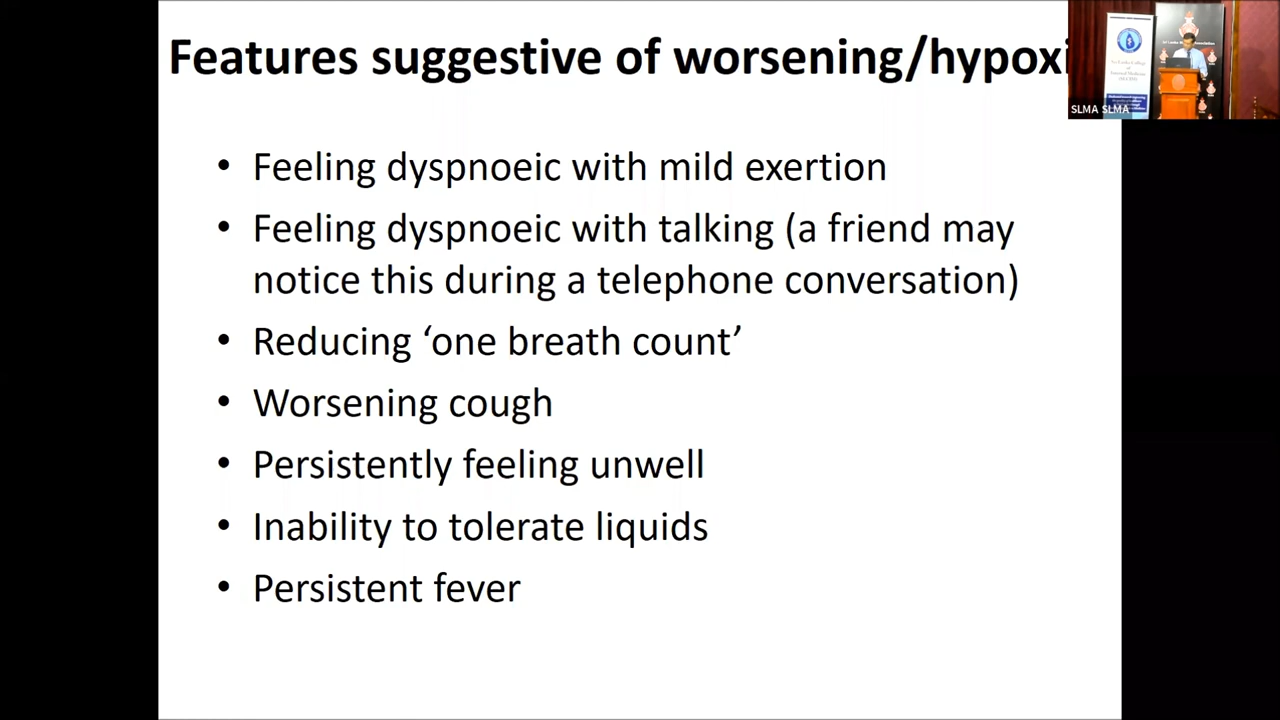 Features suggestive of worsening/hypoxi
• Feeling dyspnoeic with mild exertion
• Feeling dyspnoeic with talking (a friend may
notice this during a telephone conversation)
• Reducing ‘one breath count’
• Worsening cough
• Persistently feeling unwell
• Inability to tolerate liquids
• Persistent fever
SLMA SLMA